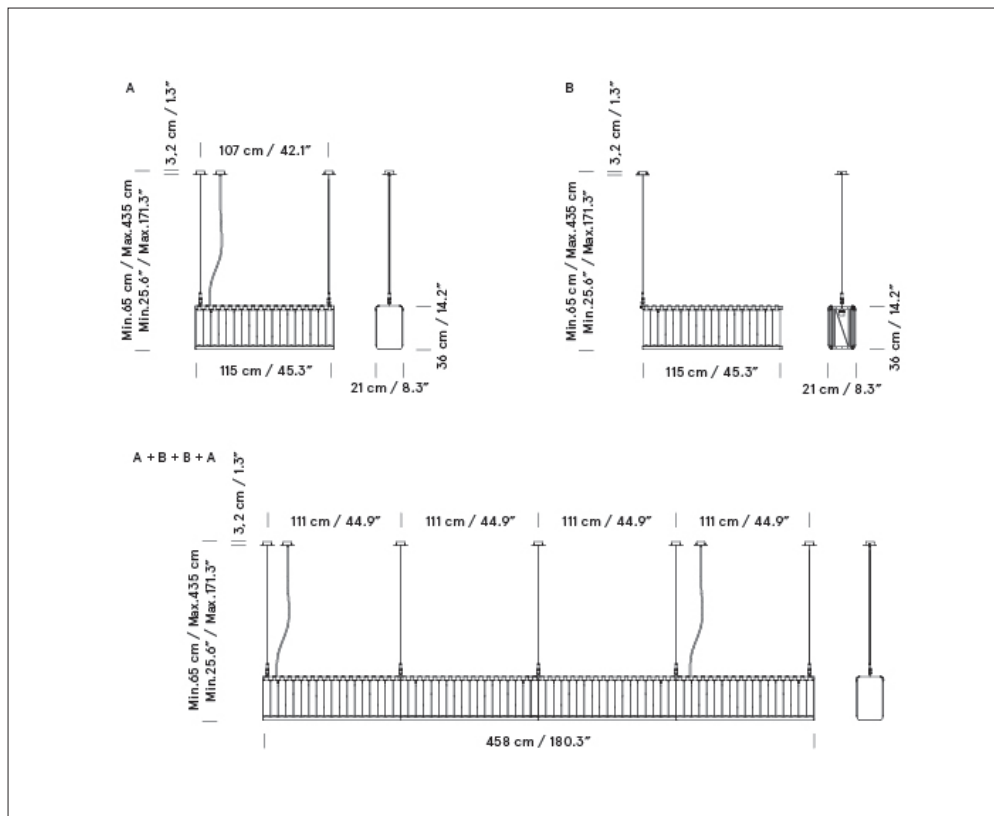 A
3,2 cm / 1.3”
107 cm / 42.1”
Min.65 cm / Max.435 cm
Min.25.6” / Max.171.3”
36 cm / 14.2”
115 cm / 45.3”
21 cm / 8.3”
B
3,2 cm / 1.3”
Min.65 cm / Max.435 cm
Min.25.6” / Max.171.3”
36 cm / 14.2”
115 cm / 45.3”
21 cm / 8.3”
A + B + B + A
3,2 cm / 1.3”
111 cm / 44.9”
111 cm / 44.9”
111 cm / 44.9”
111 cm / 44.9”
Min.65 cm / Max.435 cm
Min.25.6” / Max.171.3”
458 cm / 180.3”